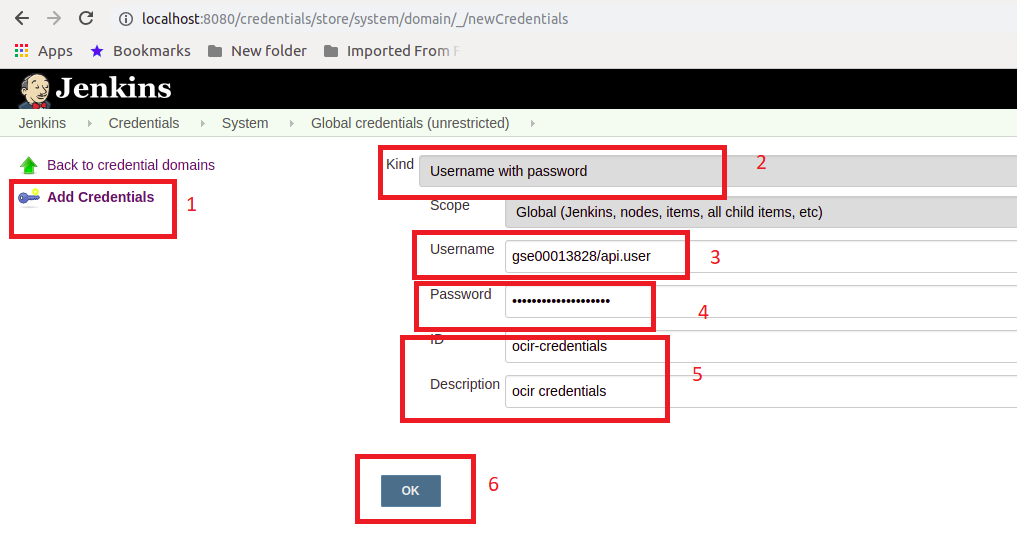 localhost:8080/credentials/store/system/domain/_/newCredentials
Apps Bookmarks New folder Imported From F
Jenkins
Jenkins Credentials System Global credentials (unrestricted)
Back to credential domains
Add Credentials
1
Kind Username with password 2
Scope Global (Jenkins, nodes, items, all child items, etc)
Username gse00013828/api.user 3
Password •••••••••••••••••••• 4
ID ocir-credentials
5
Description ocir credentials
OK 6